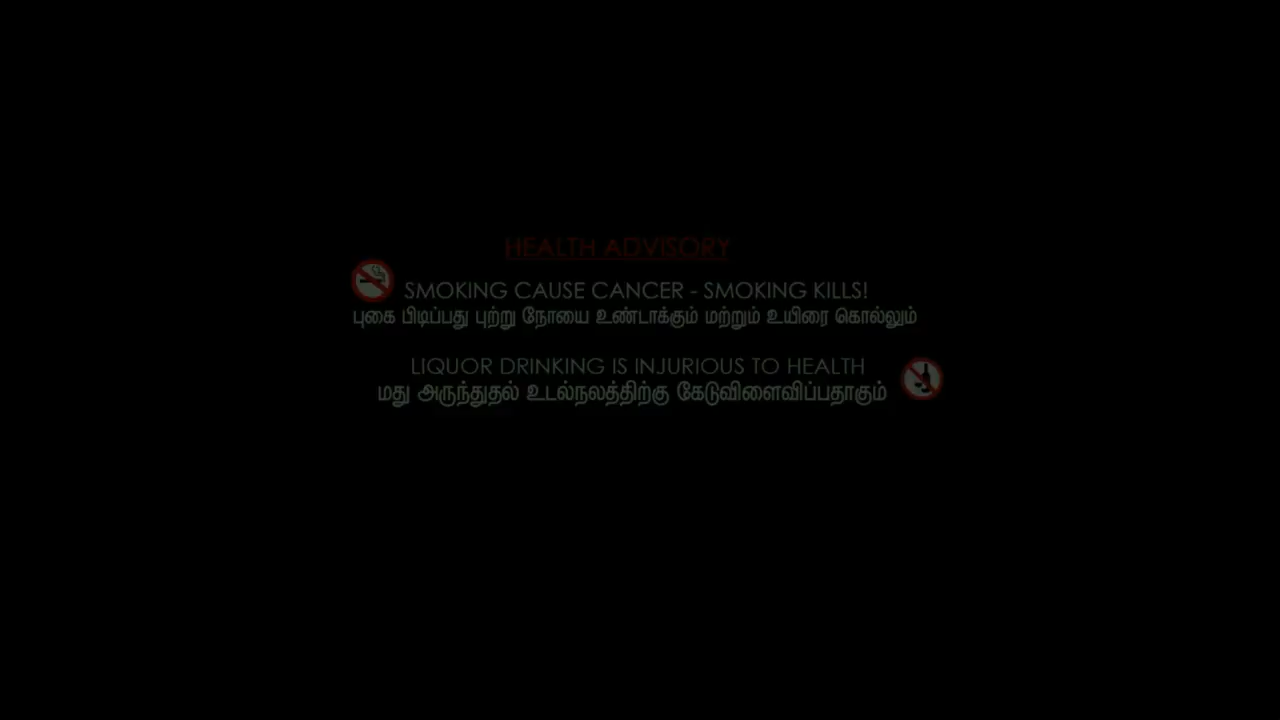 HEALTH ADVISORY
SMOKING CAUSE CANCER - SMOKING KILLS!
புகை பிடிப்பது புற்று நோயை உண்டாக்கும் மற்றும் உயிரை கொல்லும்
LIQUOR DRINKING IS INJURIOUS TO HEALTH
மது அருந்துதல் உடல்நலத்திற்கு கேடுவிளைவிப்பதாகும்